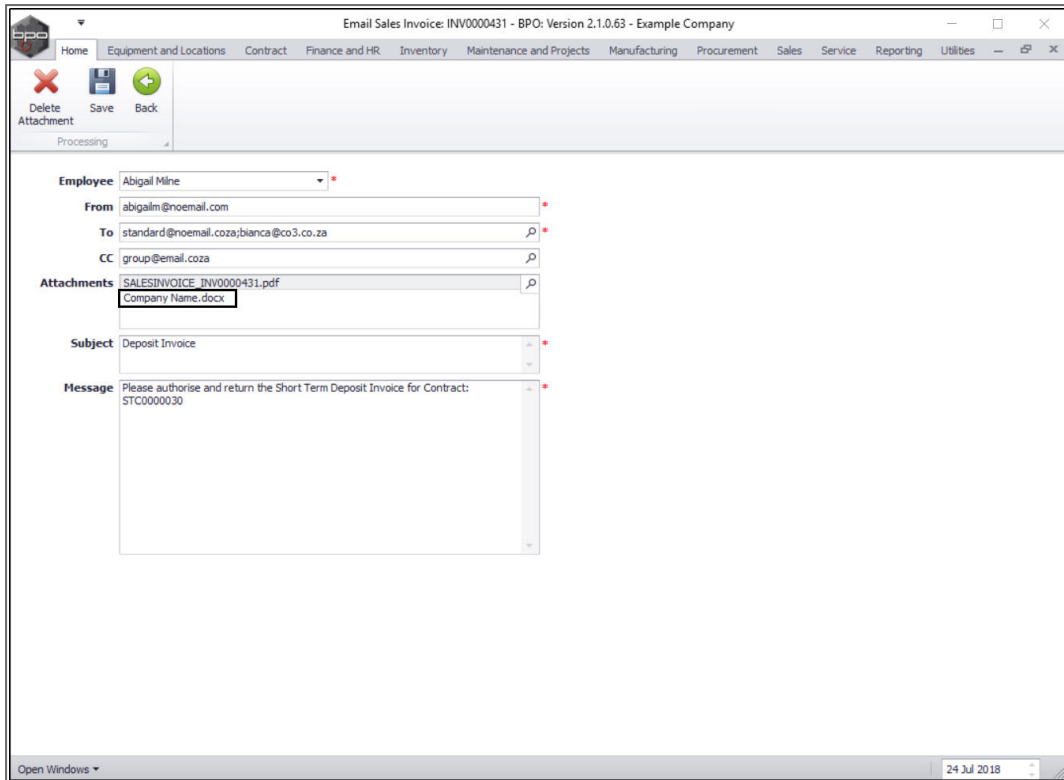 Email Sales Invoice: INV0000431 - BPO: Version 2.1.0.63 - Example Company
bpo
Home Equipment and Locations Contract Finance and HR Inventory Maintenance and Projects Manufacturing Procurement Sales Service Reporting Utilities
Delete Attachment Save Back
Processing
Employee Abigail Milne *
From abigailm@noemail.com *
To standard@noemail.coza;bianca@co3.co.za *
CC group@email.coza
Attachments SALESINVOICE_INV0000431.pdf
Company Name.docx
Subject Deposit Invoice *
Message Please authorise and return the Short Term Deposit Invoice for Contract: *
STC0000030
Open Windows 24 Jul 2018